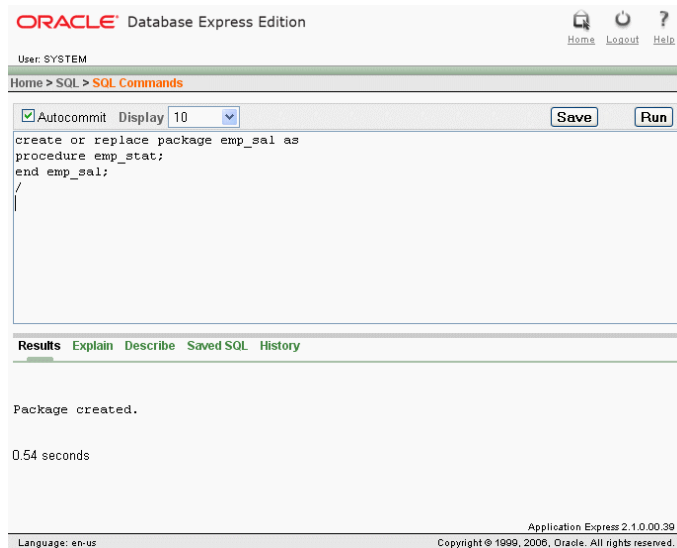 ORACLE Database Express Edition
Home Logout Help
User: SYSTEM
Home > SQL > SQL Commands
Autocommit Display 10 Save Run
create or replace package emp_sal as
procedure emp_stat;
end emp_sal;
/
Results Explain Describe Saved SQL History
Package created.
0.54 seconds
Application Express 2.1.0.00.39
Language: en-us Copyright © 1999, 2006, Oracle. All rights reserved.